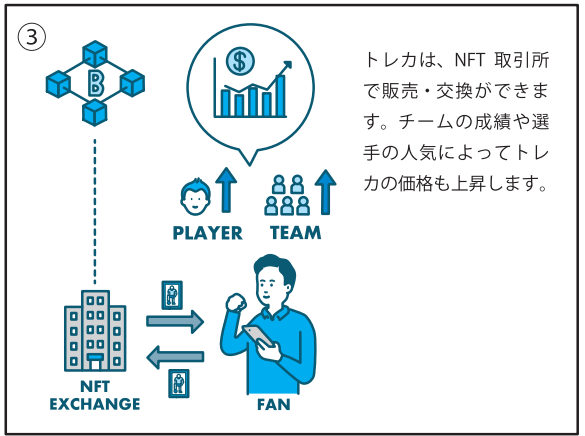 ③
B
$
トレカは、NFT 取引所
で販売・交換ができま
す。チームの成績や選
手の人気によってトレ
カの価格も上昇します。
PLAYER
TEAM
NFT
EXCHANGE
FAN